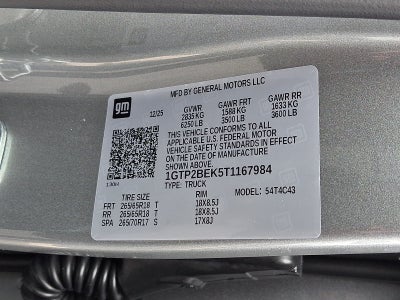 MFD BY GENERAL MOTORS LLC
gm
12/25 GVWR GAWR FRT GAWR RR
2835 KG 1588 KG 1633 KG
6250 LB 3500 LB 3600 LB
THIS VEHICLE CONFORMS TO ALL
APPLICABLE U.S. FEDERAL MOTOR
VEHICLE SAFETY STANDARDS IN EFFECT
ON THE DATE OF MANUFACTURE
SHOWN ABOVE.
1GTP2BEK5T1167984
TYPE: TRUCK MODEL: 54T4C43
TIRE SIZE RIM
FRT 265/65R18 T 18X8.5J
RR 265/65R18 T 18X8.5J
SPA 265/70R17 S 17X8J